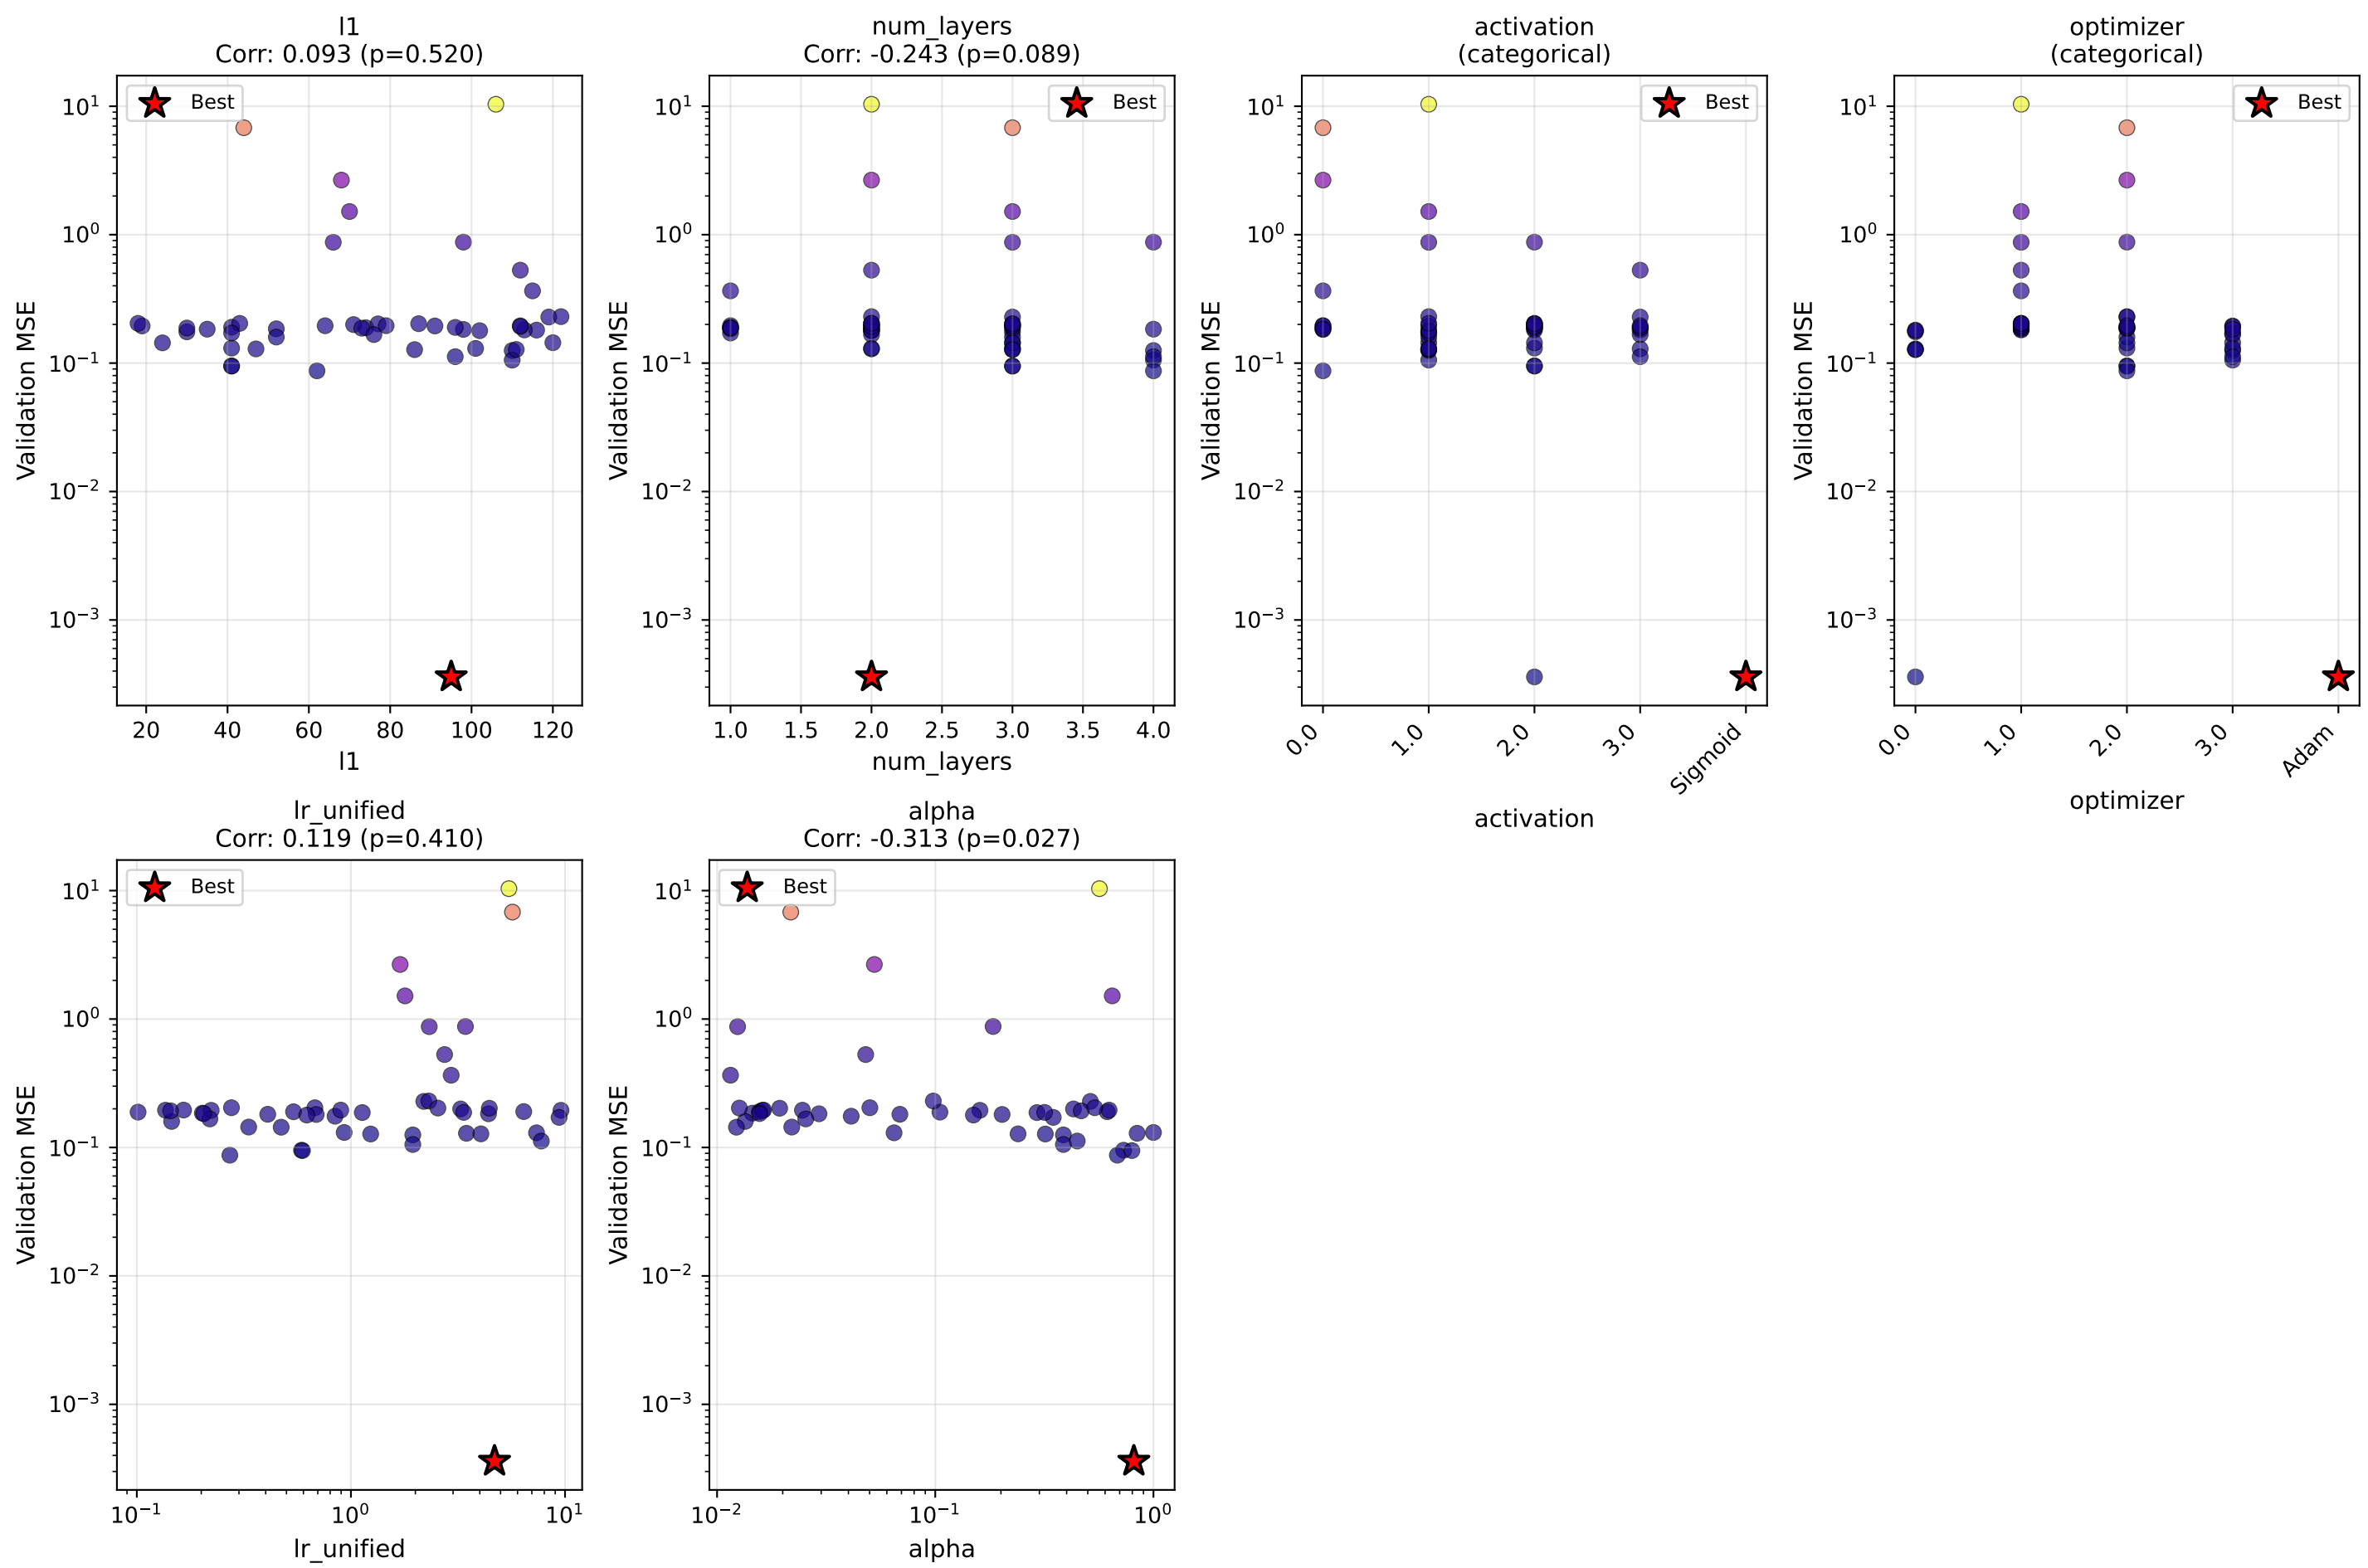 l1
Corr: 0.093 (p=0.520)
Best
10¹
10⁰
10⁻¹
10⁻²
10⁻³
Validation MSE
20 40 60 80 100 120
l1
num_layers
Corr: -0.243 (p=0.089)
Best
10¹
10⁰
10⁻¹
10⁻²
10⁻³
Validation MSE
1.0 1.5 2.0 2.5 3.0 3.5 4.0
num_layers
activation
(categorical)
Best
10¹
10⁰
10⁻¹
10⁻²
10⁻³
Validation MSE
0.0 1.0 2.0 3.0 Sigmoid
activation
optimizer
(categorical)
Best
10¹
10⁰
10⁻¹
10⁻²
10⁻³
Validation MSE
0.0 1.0 2.0 3.0 Adam
optimizer
lr_unified
Corr: 0.119 (p=0.410)
Best
10¹
10⁰
10⁻¹
10⁻²
10⁻³
Validation MSE
10⁻¹ 10⁰ 10¹
lr_unified
alpha
Corr: -0.313 (p=0.027)
Best
10¹
10⁰
10⁻¹
10⁻²
10⁻³
Validation MSE
10⁻² 10⁻¹ 10⁰
alpha